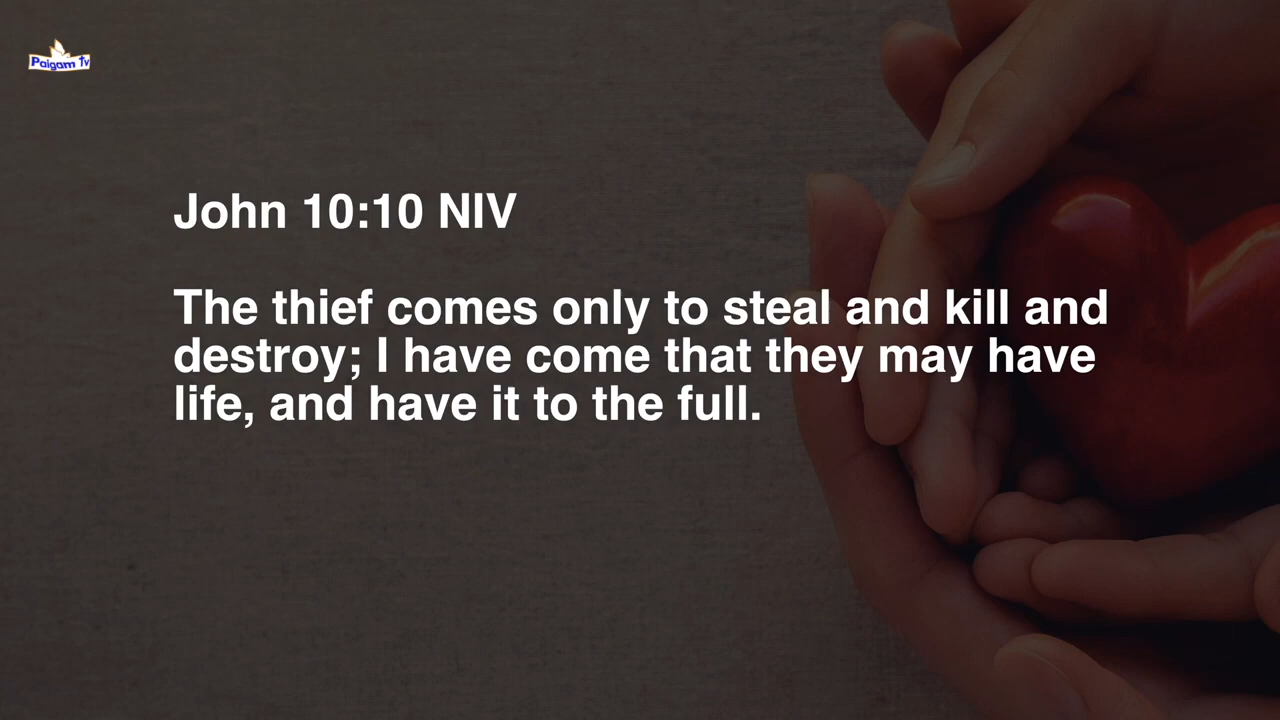 Paigam Tv
John 10:10 NIV
The thief comes only to steal and kill and
destroy; I have come that they may have
life, and have it to the full.